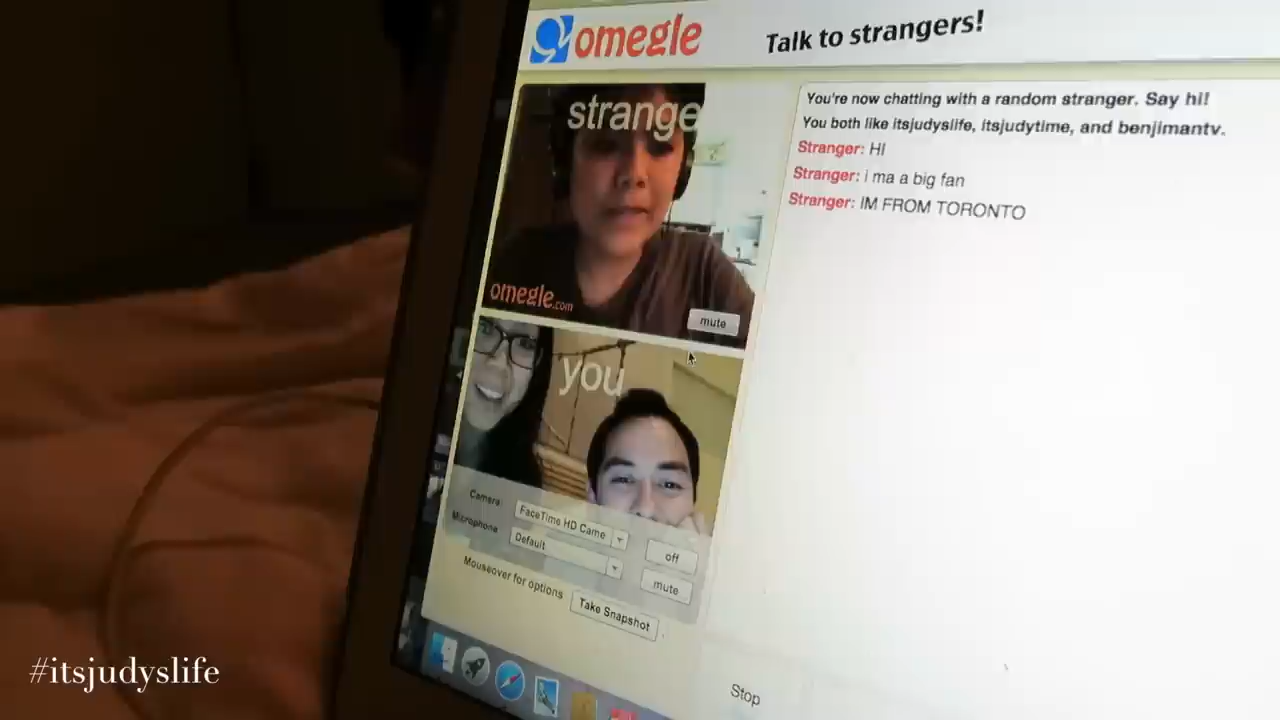 omegle
Talk to strangers!
strange
You're now chatting with a random stranger. Say hi!
You both like itsjudyslife, itsjudytime, and benjimantv.
Stranger: HI
Stranger: i ma a big fan
Stranger: IM FROM TORONTO
omegle.com
mute
you
Camera:
FaceTime HD Came
off
Microphone
Default
mute
Mouseover for options
Take Snapshot
Stop
#itsjudyslife